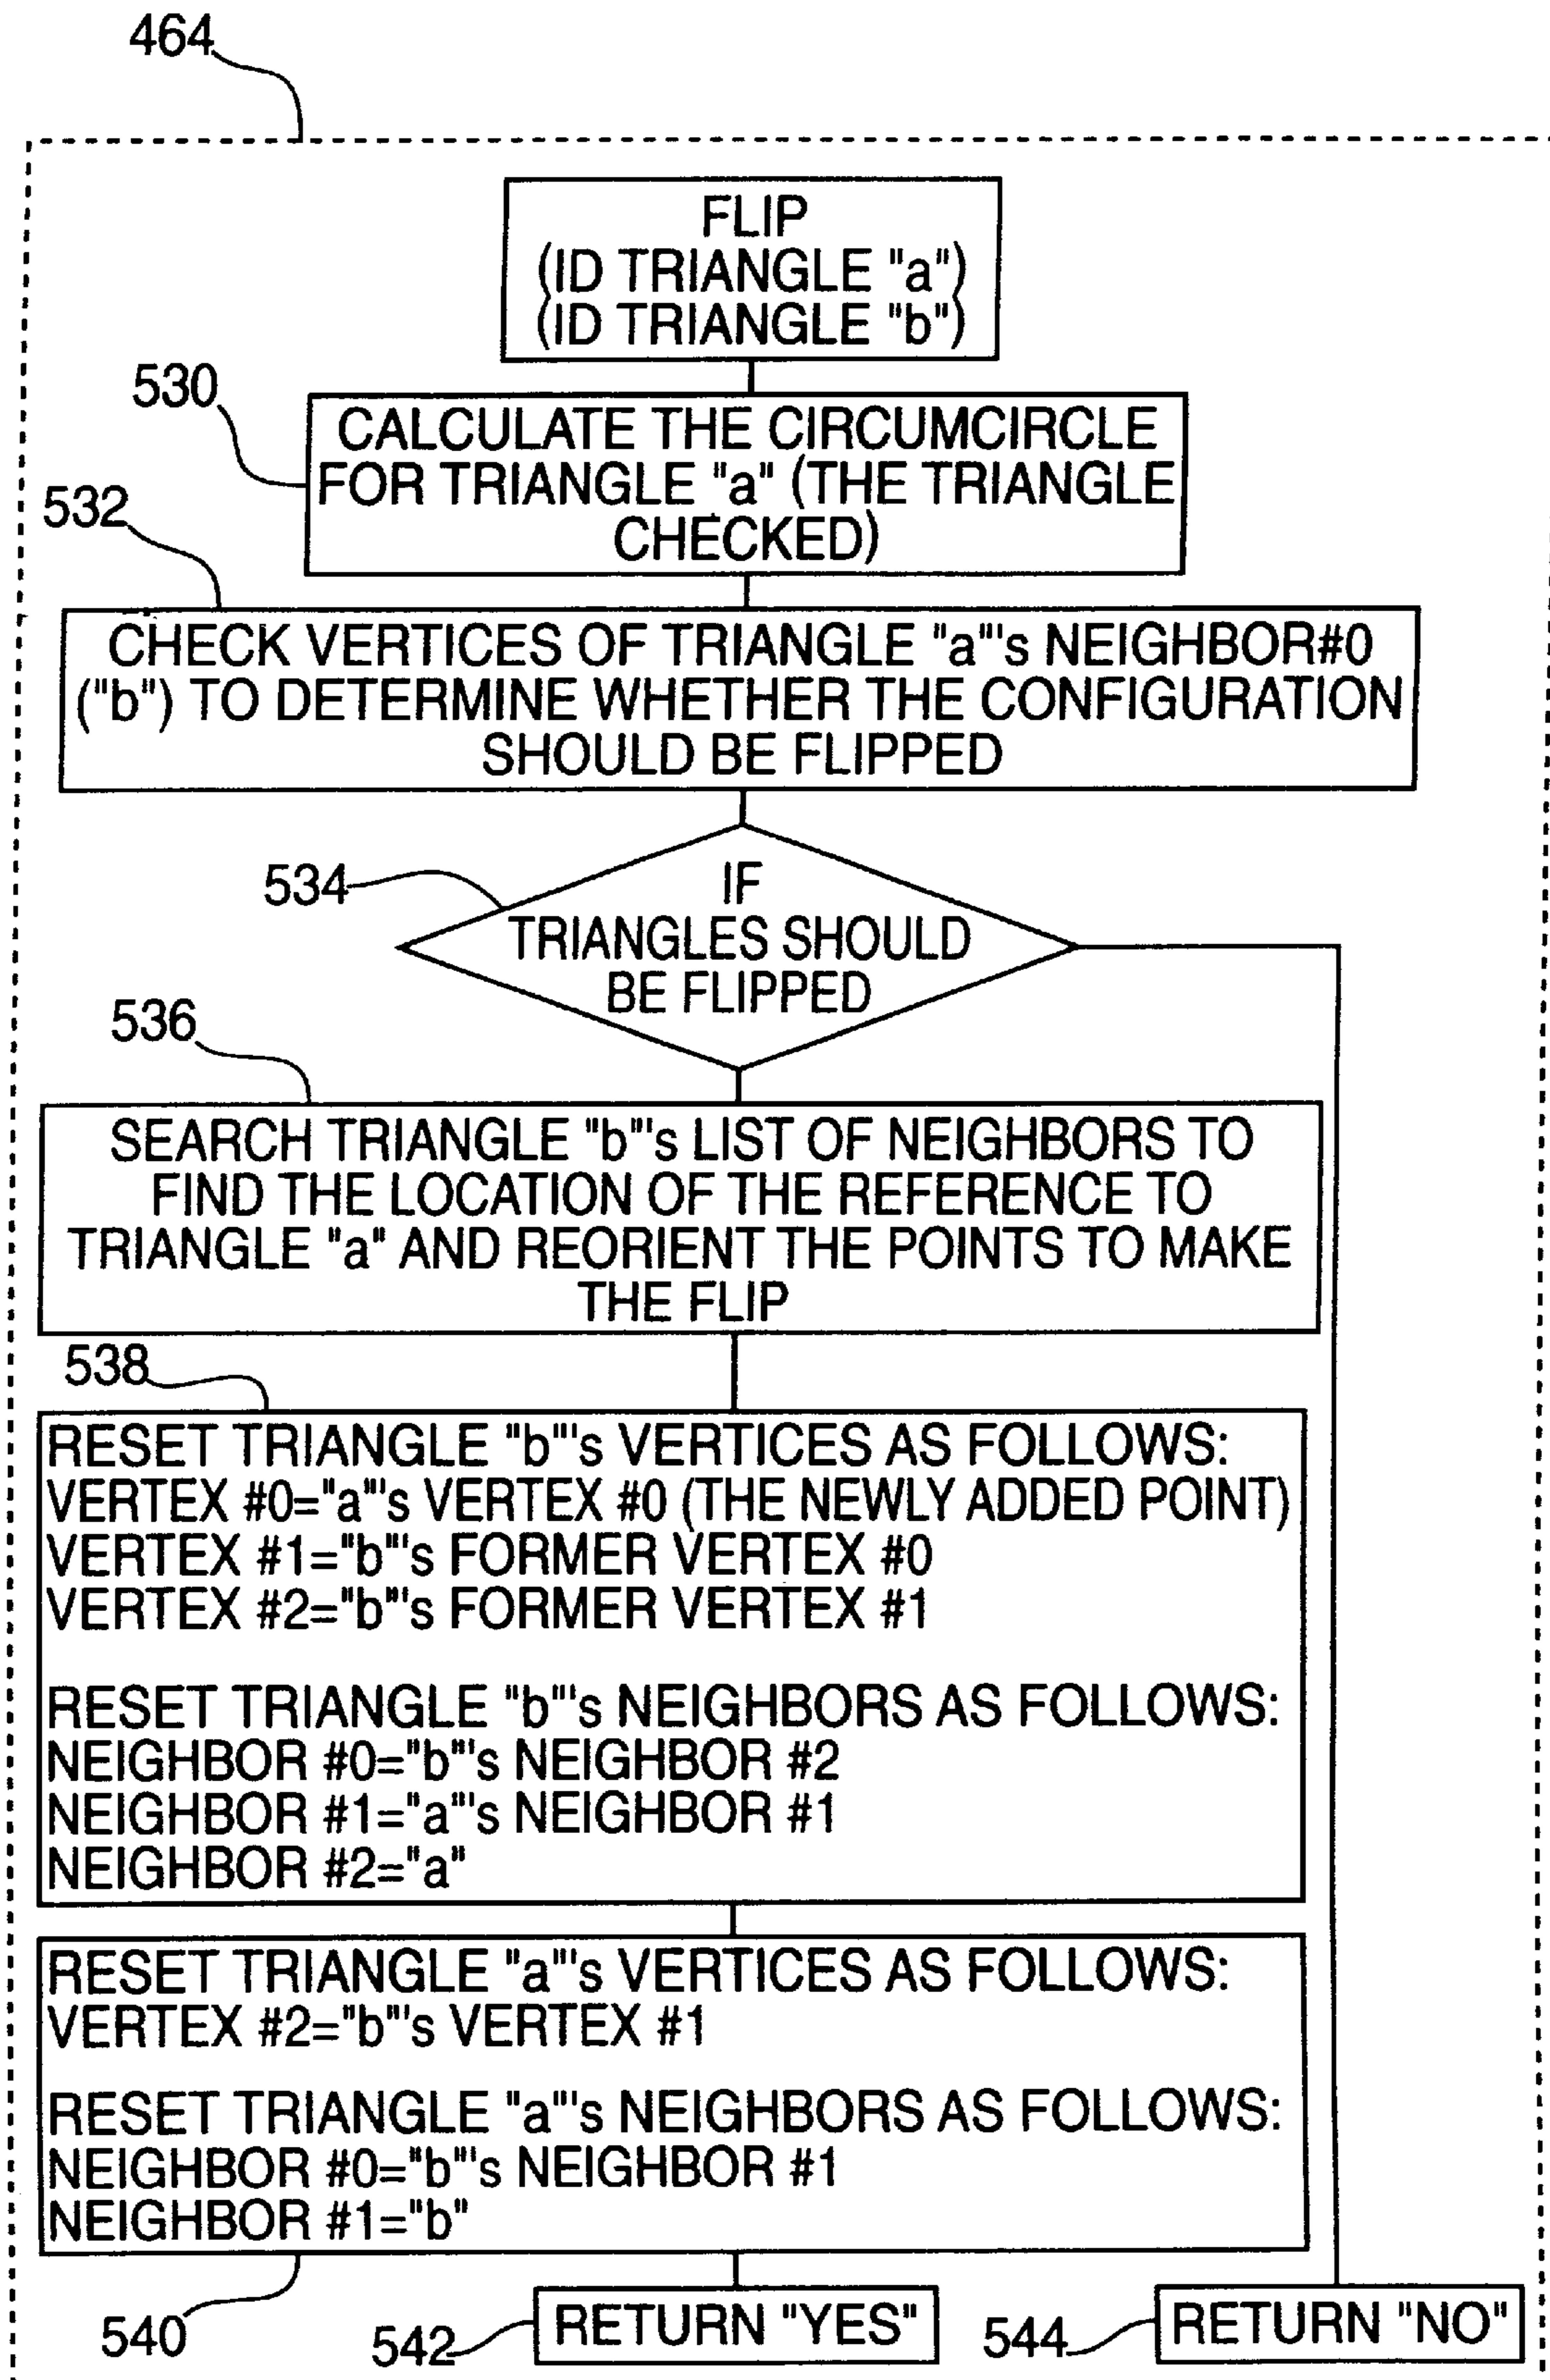 464
FLIP
(ID TRIANGLE "a")
(ID TRIANGLE "b")
530
CALCULATE THE CIRCUMCIRCLE
FOR TRIANGLE "a" (THE TRIANGLE
CHECKED)
532
CHECK VERTICES OF TRIANGLE "a"'s NEIGHBOR#0
("b") TO DETERMINE WHETHER THE CONFIGURATION
SHOULD BE FLIPPED
534
IF
TRIANGLES SHOULD
BE FLIPPED
536
SEARCH TRIANGLE "b"'s LIST OF NEIGHBORS TO
FIND THE LOCATION OF THE REFERENCE TO
TRIANGLE "a" AND REORIENT THE POINTS TO MAKE
THE FLIP
538
RESET TRIANGLE "b"'s VERTICES AS FOLLOWS:
VERTEX #0="a"'s VERTEX #0 (THE NEWLY ADDED POINT)
VERTEX #1="b"'s FORMER VERTEX #0
VERTEX #2="b"'s FORMER VERTEX #1
RESET TRIANGLE "b"'s NEIGHBORS AS FOLLOWS:
NEIGHBOR #0="b"'s NEIGHBOR #2
NEIGHBOR #1="a"'s NEIGHBOR #1
NEIGHBOR #2="a"
RESET TRIANGLE "a"'s VERTICES AS FOLLOWS:
VERTEX #2="b"'s VERTEX #1
RESET TRIANGLE "a"'s NEIGHBORS AS FOLLOWS:
NEIGHBOR #0="b"'s NEIGHBOR #1
NEIGHBOR #1="b"
540
542
RETURN "YES"
544
RETURN "NO"